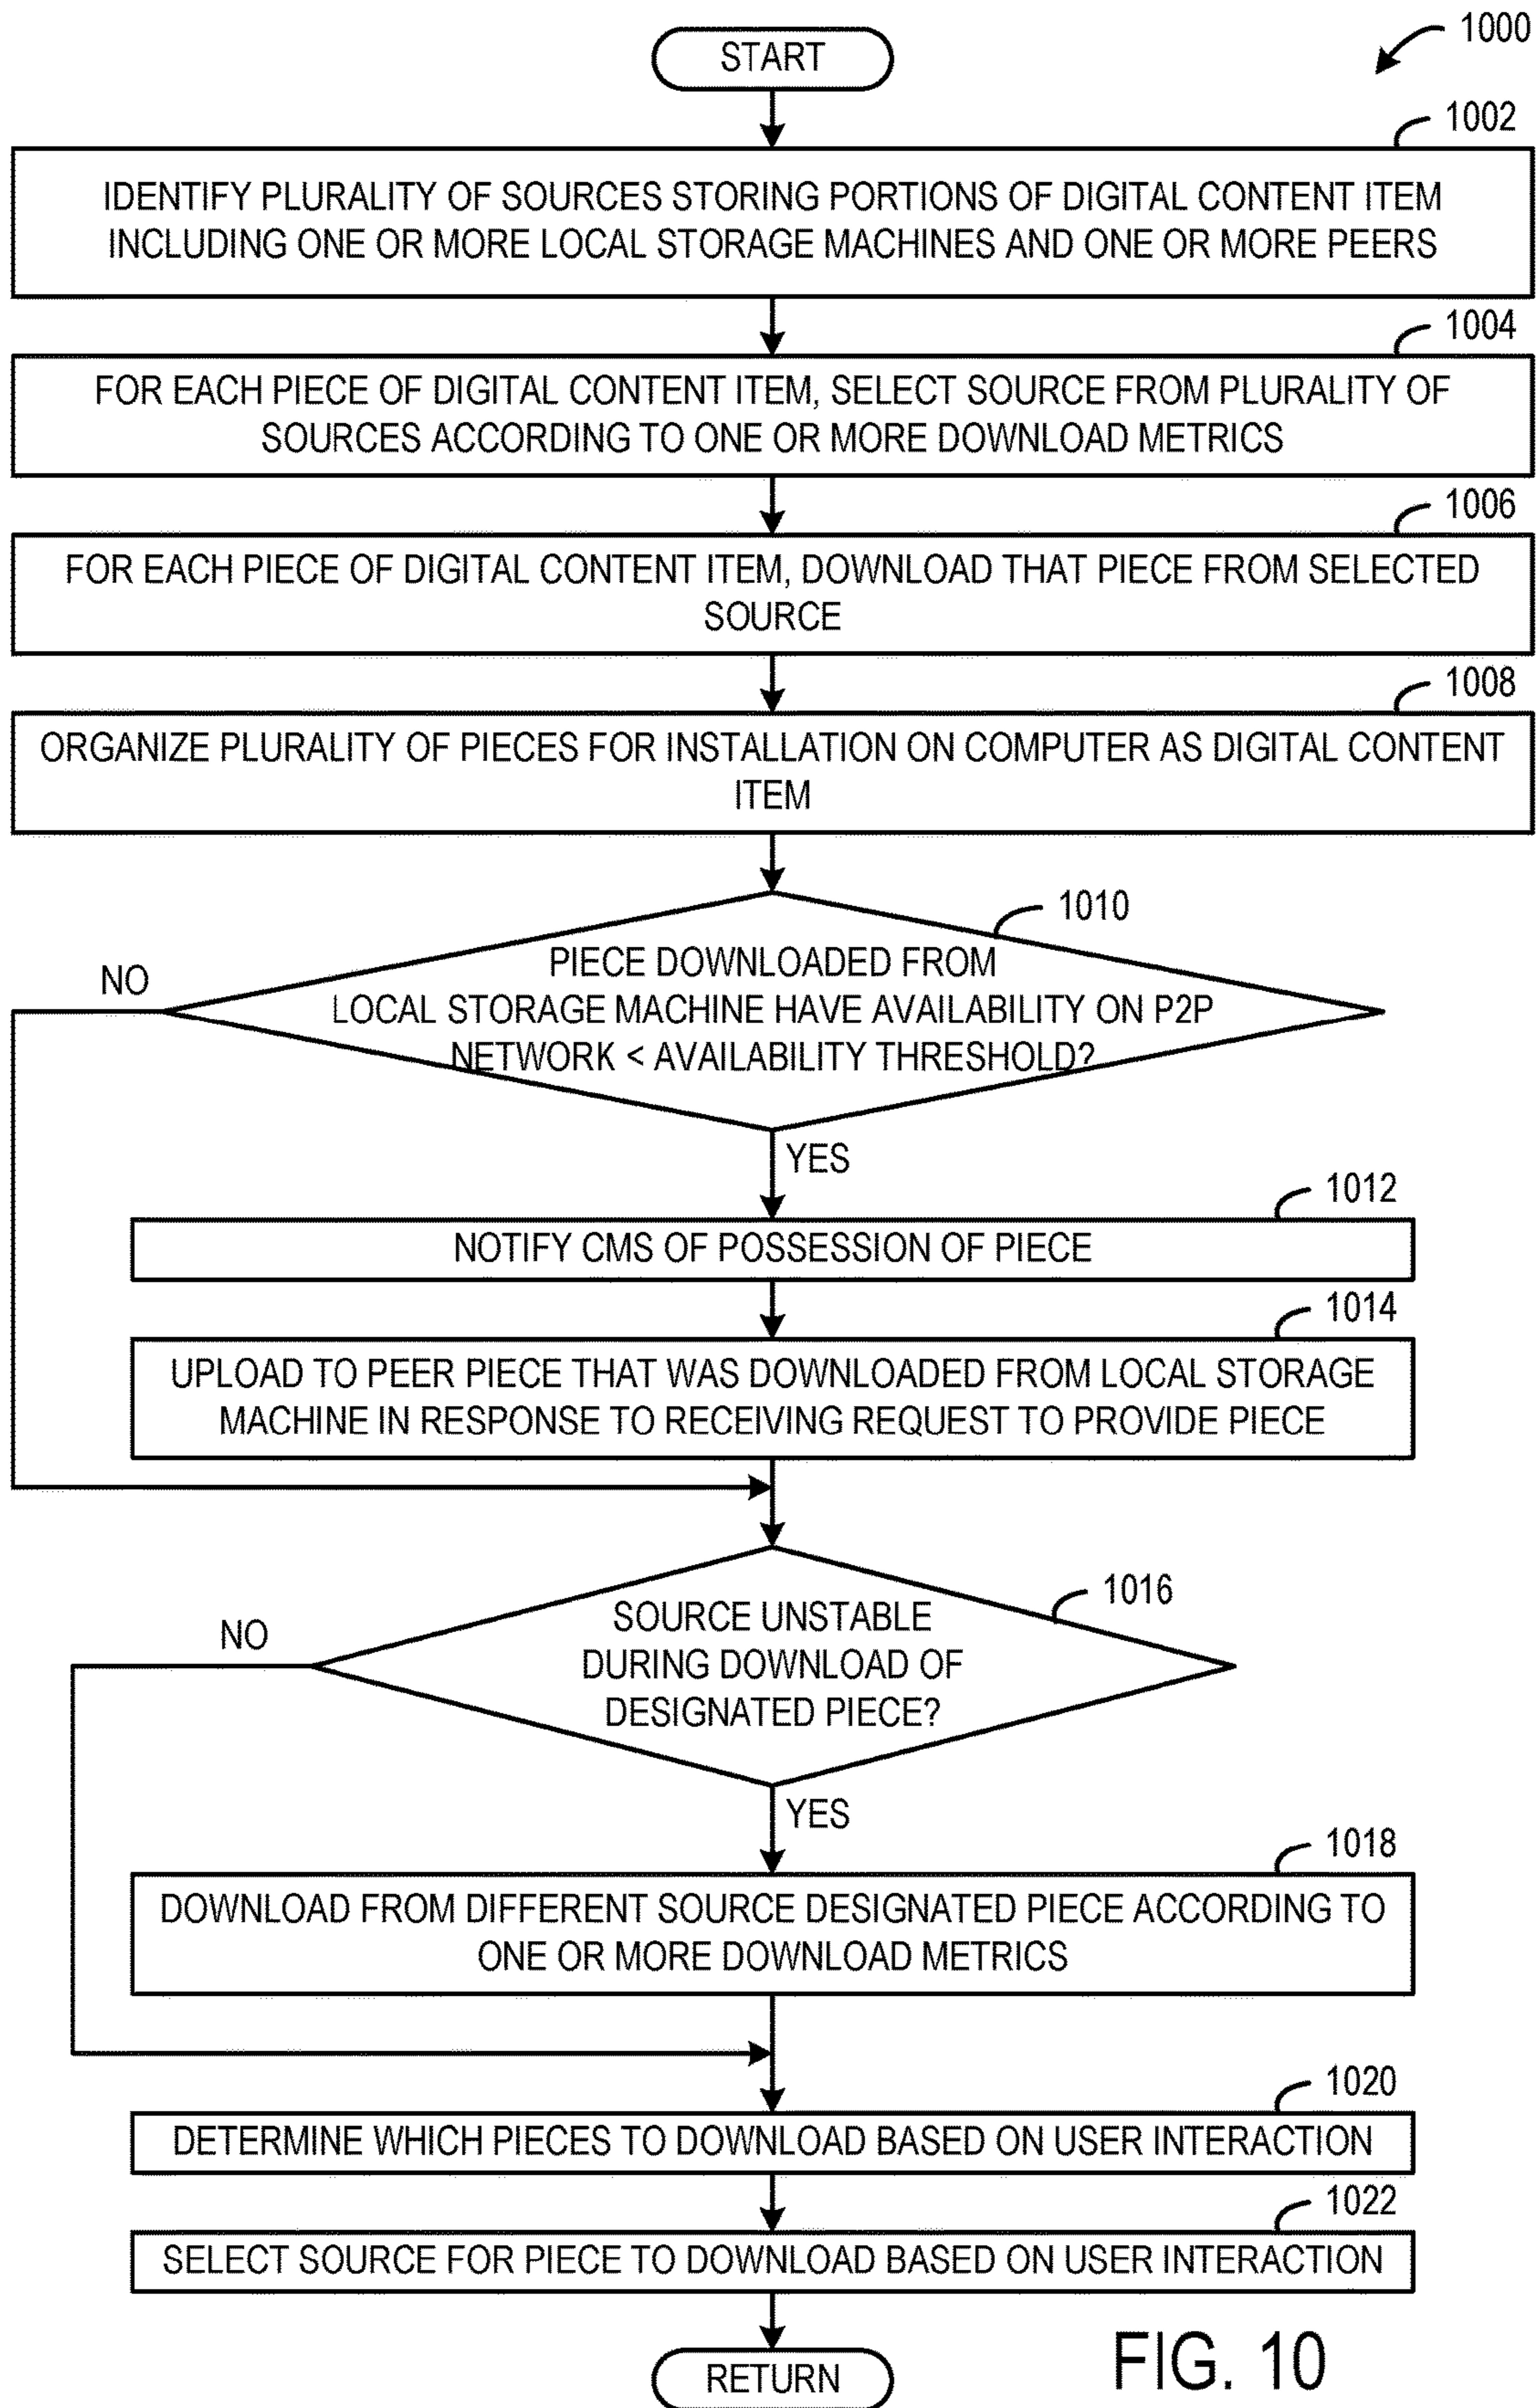 START
1000
1002
IDENTIFY PLURALITY OF SOURCES STORING PORTIONS OF DIGITAL CONTENT ITEM
INCLUDING ONE OR MORE LOCAL STORAGE MACHINES AND ONE OR MORE PEERS
1004
FOR EACH PIECE OF DIGITAL CONTENT ITEM, SELECT SOURCE FROM PLURALITY OF
SOURCES ACCORDING TO ONE OR MORE DOWNLOAD METRICS
1006
FOR EACH PIECE OF DIGITAL CONTENT ITEM, DOWNLOAD THAT PIECE FROM SELECTED
SOURCE
1008
ORGANIZE PLURALITY OF PIECES FOR INSTALLATION ON COMPUTER AS DIGITAL CONTENT
ITEM
1010
NO
PIECE DOWNLOADED FROM
LOCAL STORAGE MACHINE HAVE AVAILABILITY ON P2P
NETWORK < AVAILABILITY THRESHOLD?
YES
1012
NOTIFY CMS OF POSSESSION OF PIECE
1014
UPLOAD TO PEER PIECE THAT WAS DOWNLOADED FROM LOCAL STORAGE
MACHINE IN RESPONSE TO RECEIVING REQUEST TO PROVIDE PIECE
1016
NO
SOURCE UNSTABLE
DURING DOWNLOAD OF
DESIGNATED PIECE?
YES
1018
DOWNLOAD FROM DIFFERENT SOURCE DESIGNATED PIECE ACCORDING TO
ONE OR MORE DOWNLOAD METRICS
1020
DETERMINE WHICH PIECES TO DOWNLOAD BASED ON USER INTERACTION
1022
SELECT SOURCE FOR PIECE TO DOWNLOAD BASED ON USER INTERACTION
RETURN
FIG. 10